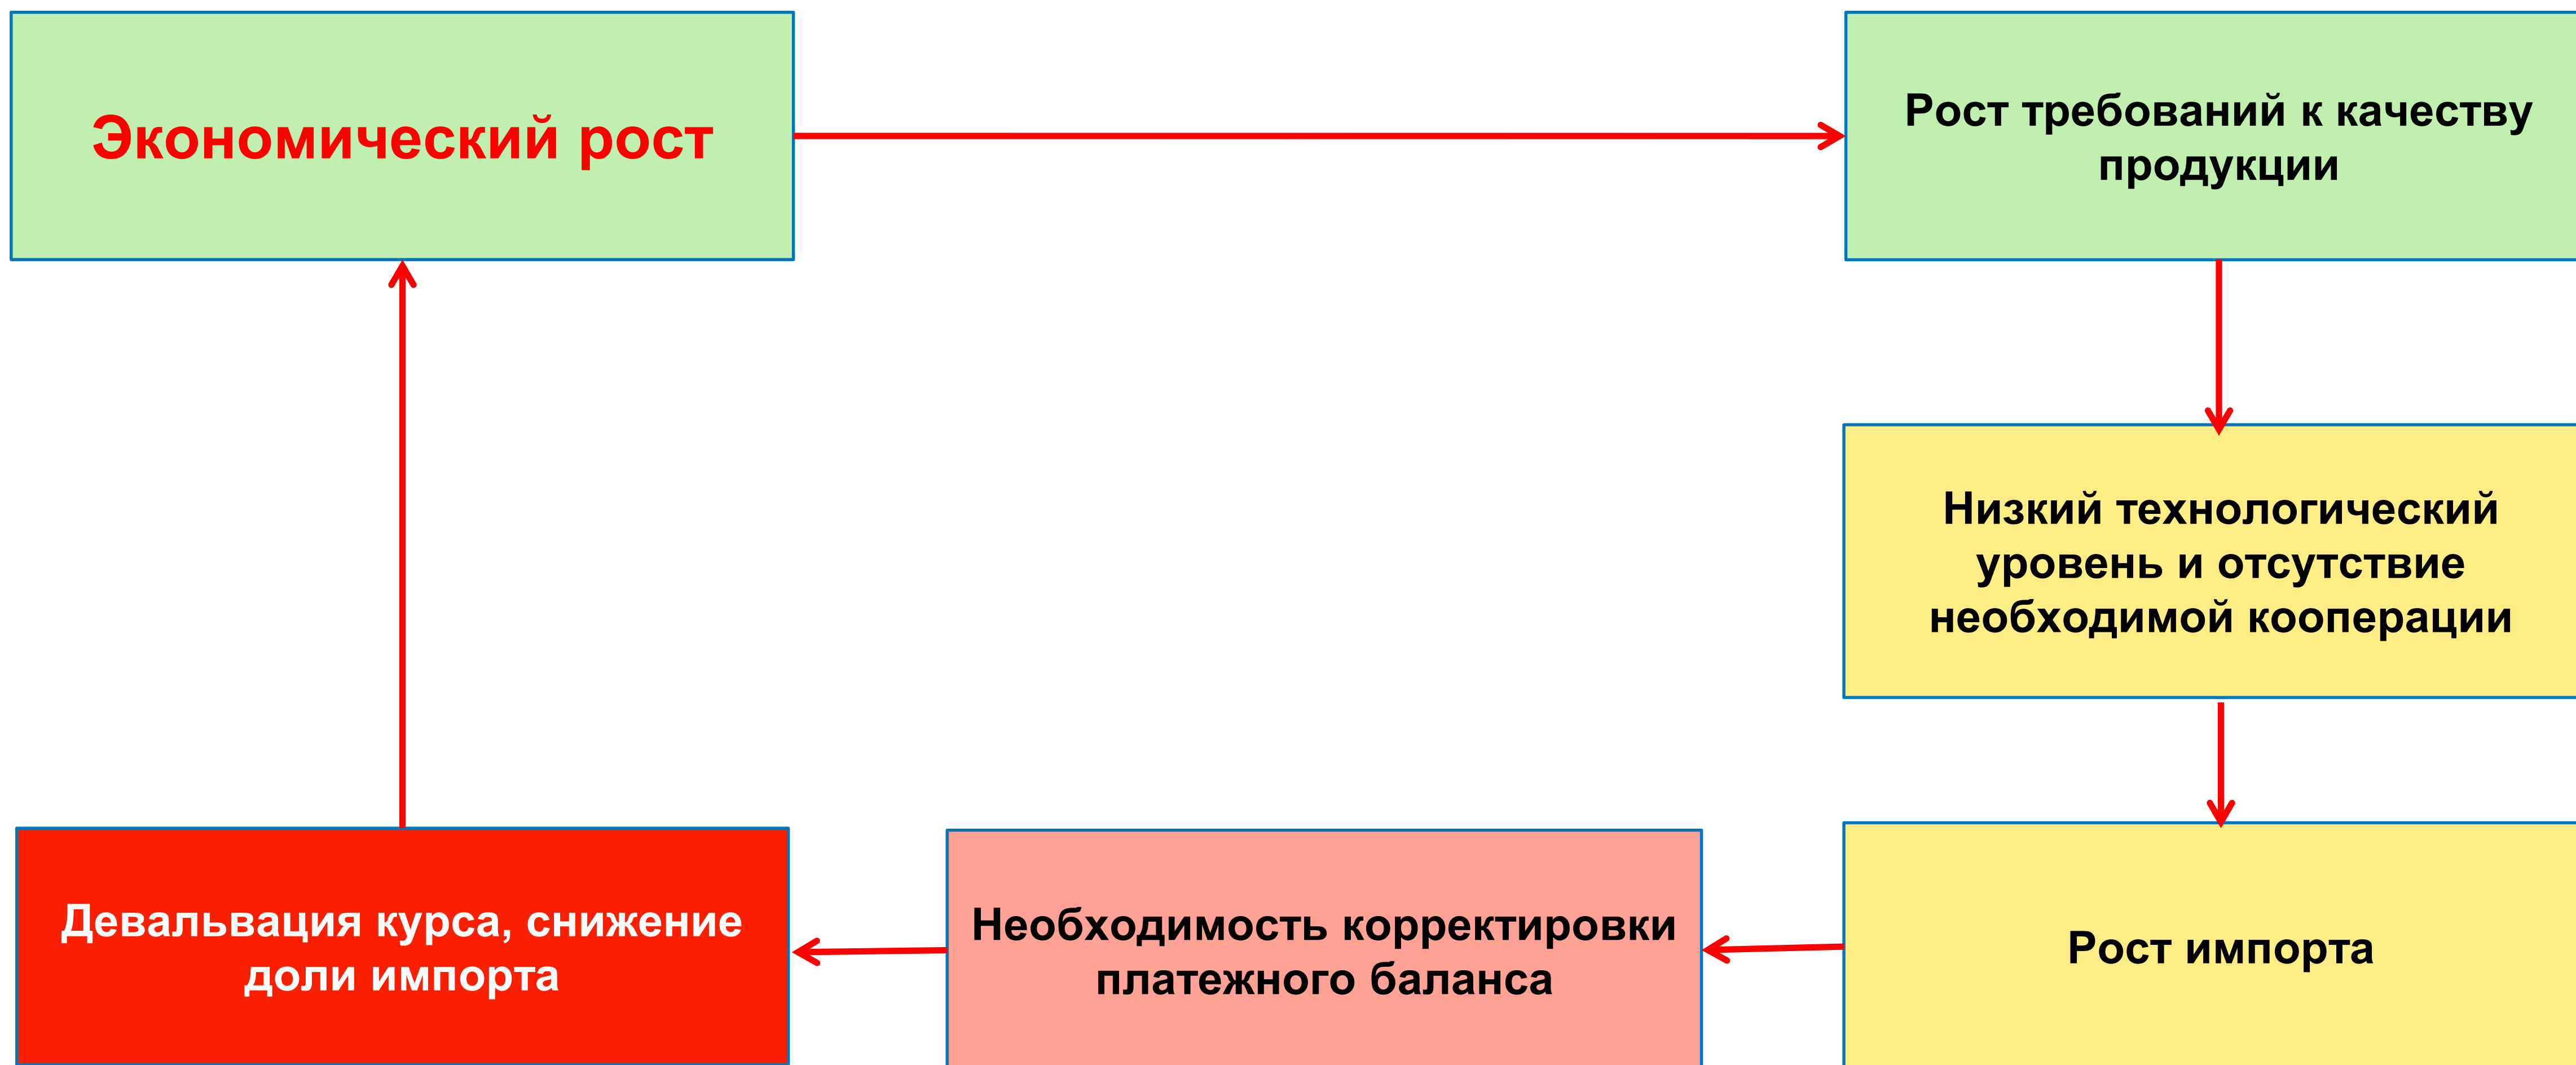 Экономический рост
Рост требований к качеству
продукции
Низкий технологический
уровень и отсутствие
необходимой кооперации
Рост импорта
Необходимость корректировки
платежного баланса
Девальвация курса, снижение
доли импорта